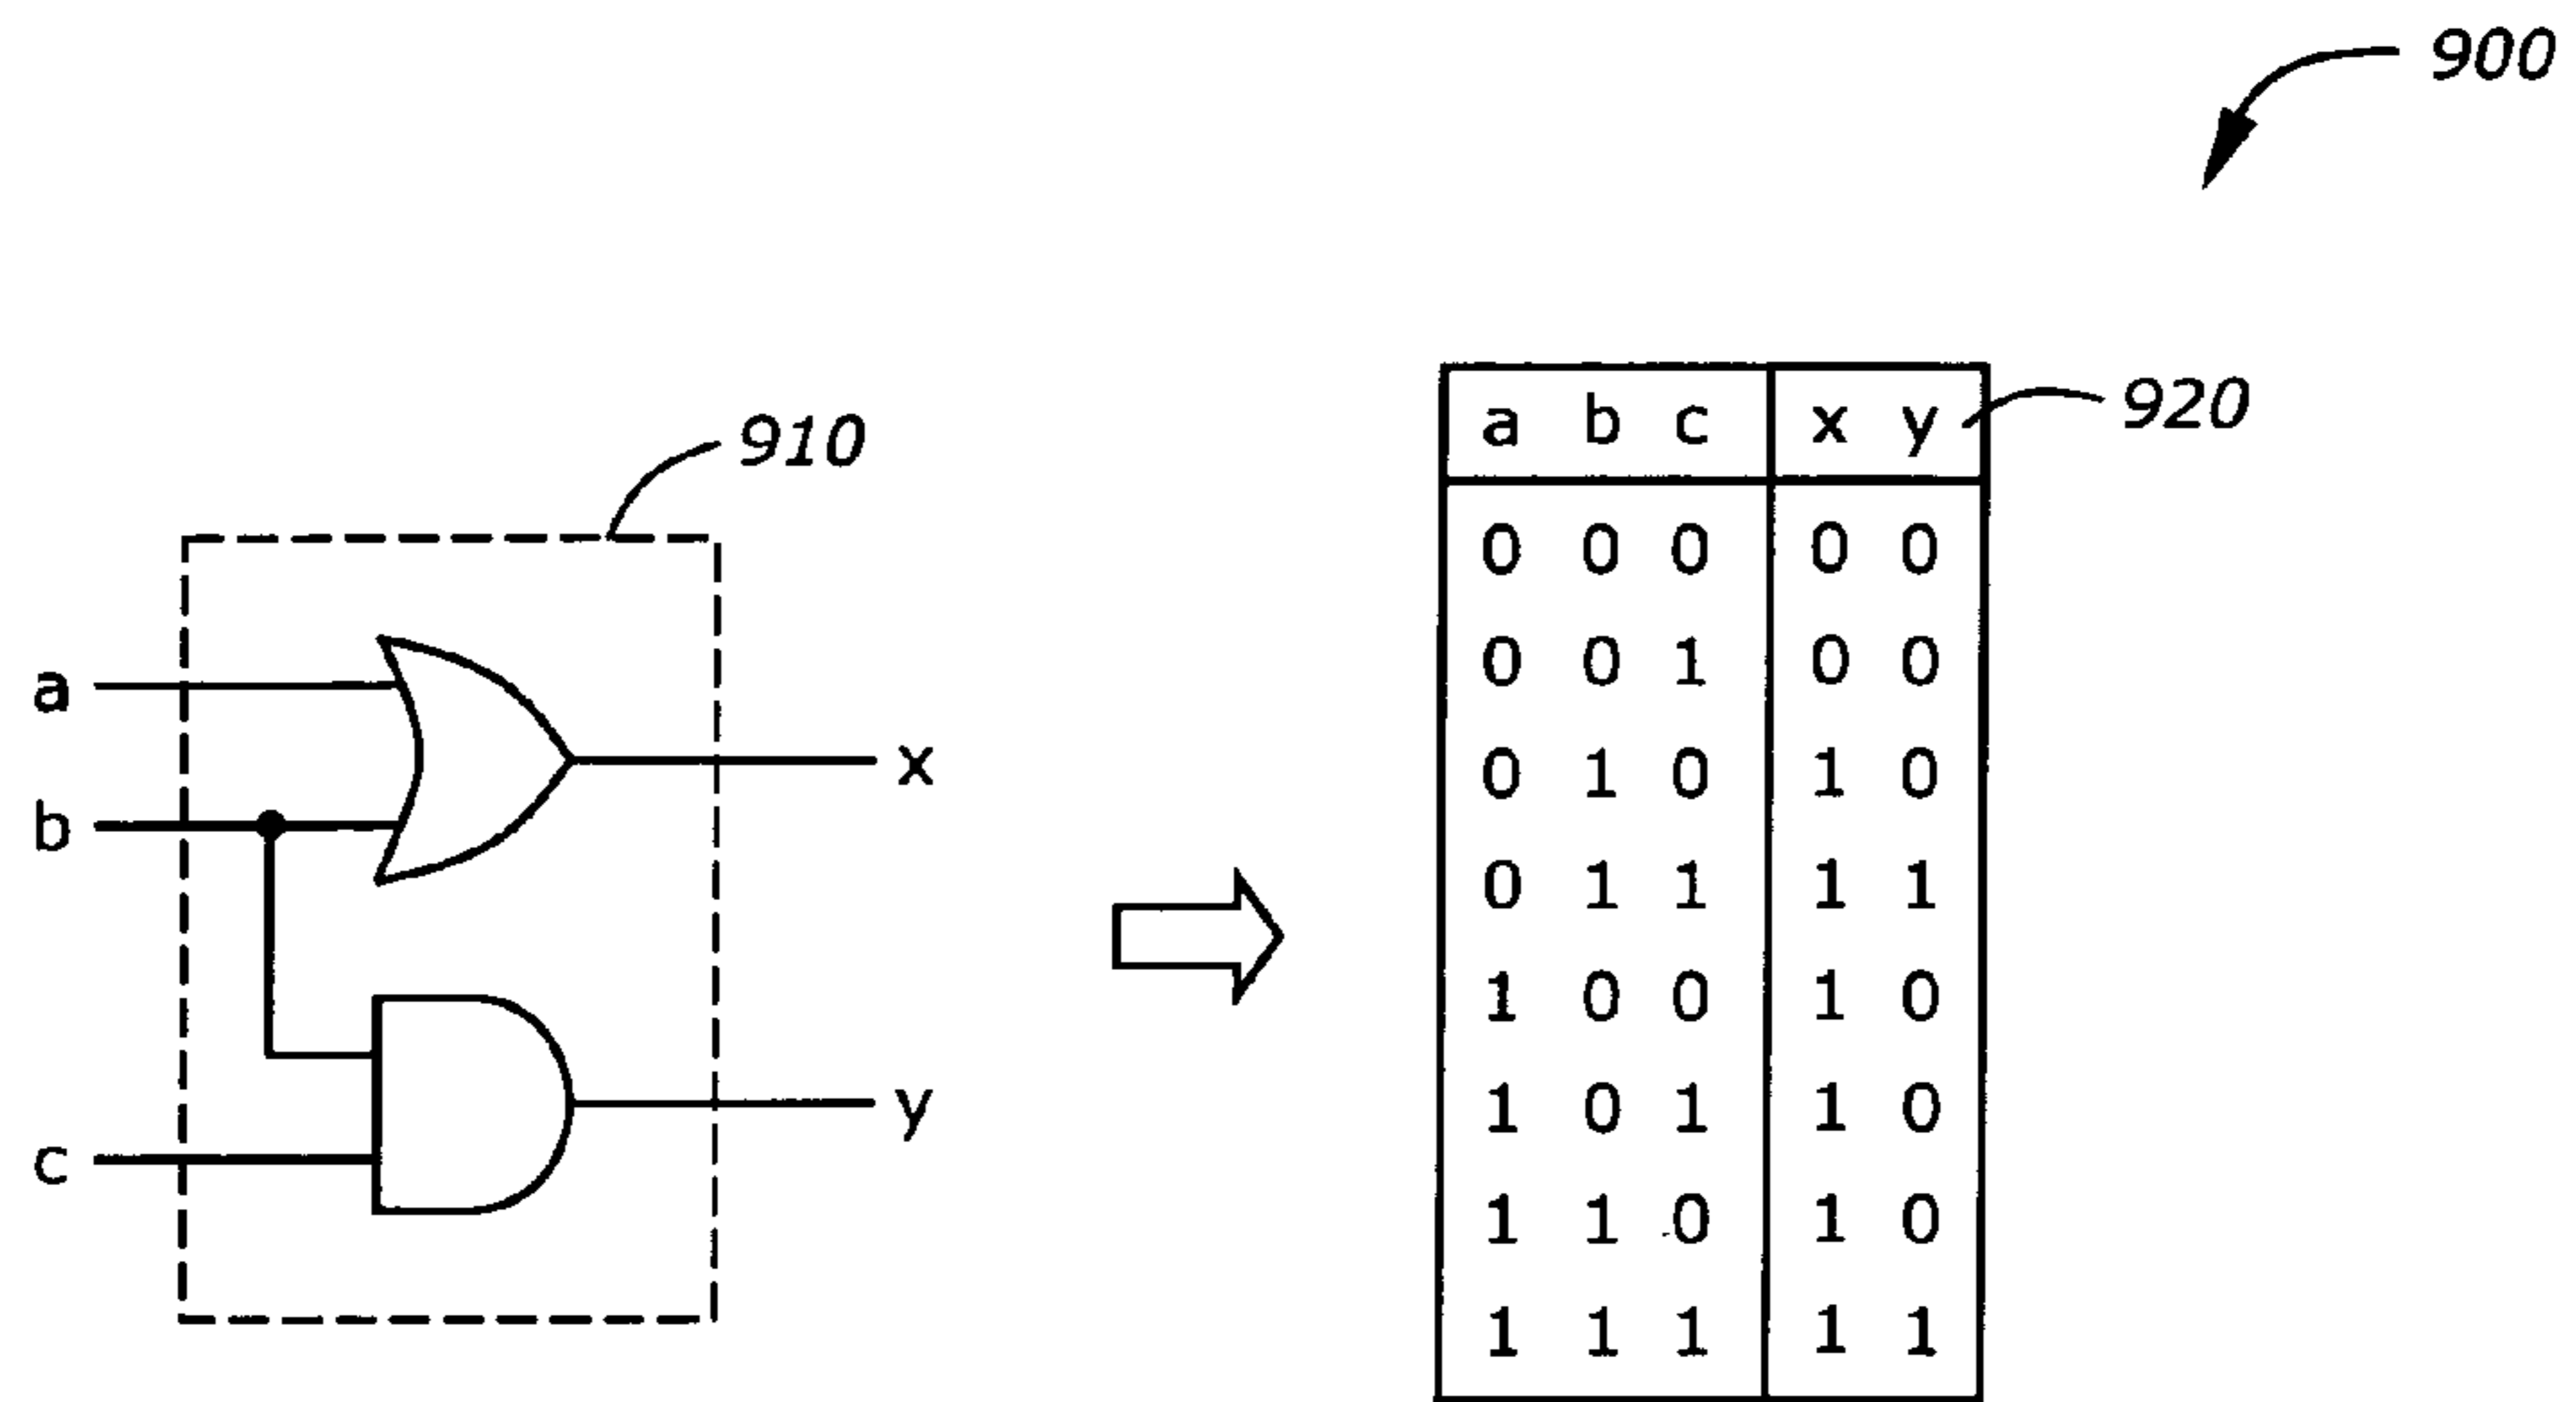 900
910
a
b
c
x
y
920
a b c x y
0 0 0 0 0
0 0 1 0 0
0 1 0 1 0
0 1 1 1 1
1 0 0 1 0
1 0 1 1 0
1 1 0 1 0
1 1 1 1 1